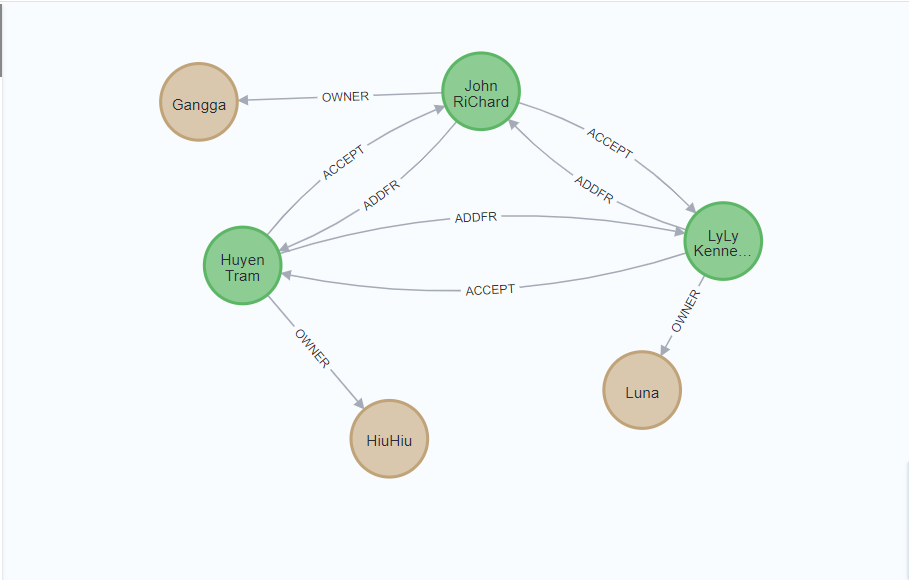 John
RiChard
Gangga
OWNER
ACCEPT
ACCEPT
ADDFR
ADDFR
ADDFR
LyLy
Kenne...
Huyen
Tram
ACCEPT
OWNER
OWNER
Luna
HiuHiu